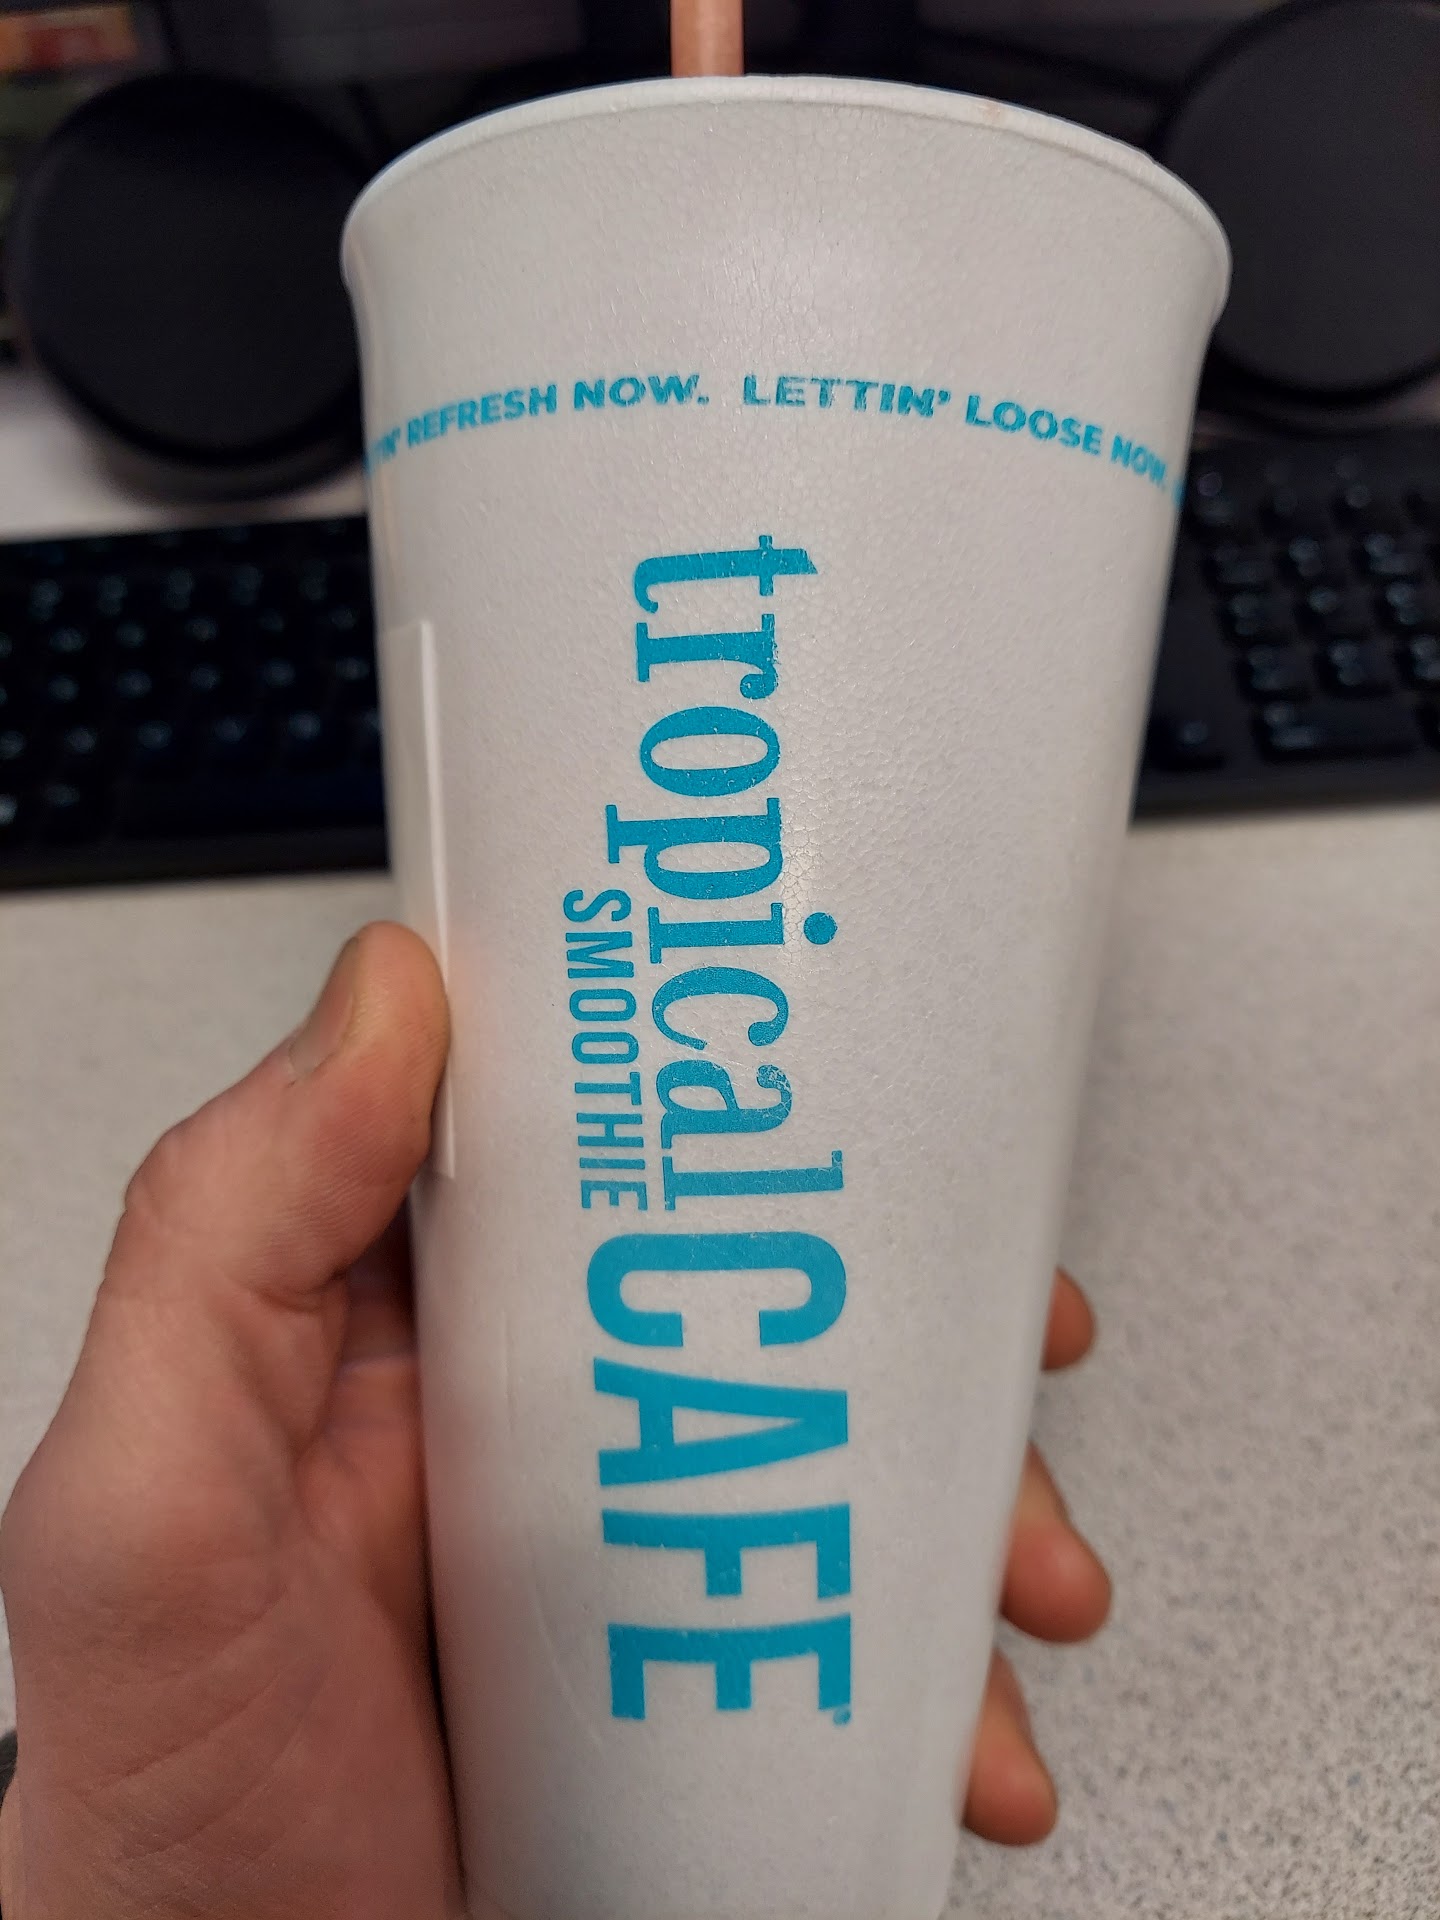 REFRESH NOW. LETTIN' LOOSE NOW.
tropical
SMOOTHIE
CAFE®